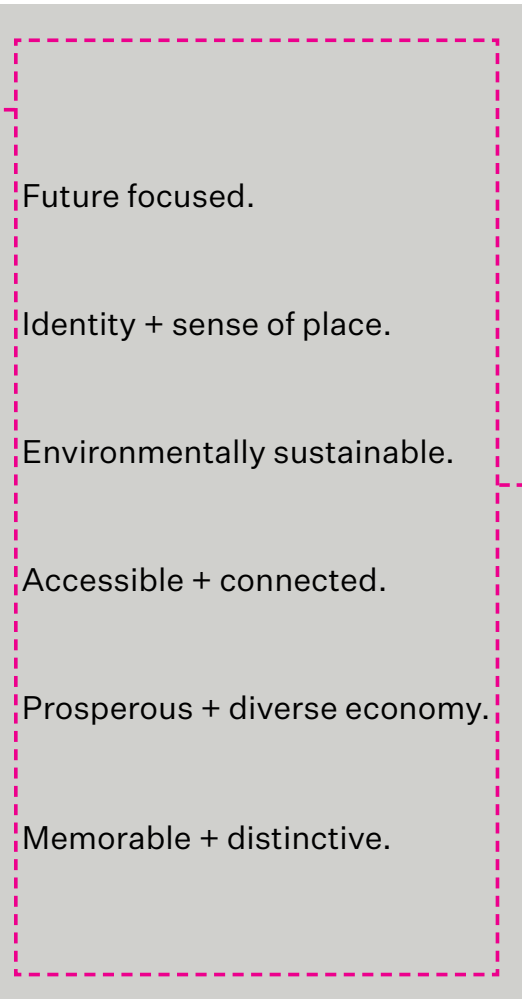 Future focused.
Identity + sense of place.
Environmentally sustainable.
Accessible + connected.
Prosperous + diverse economy.
Memorable + distinctive.